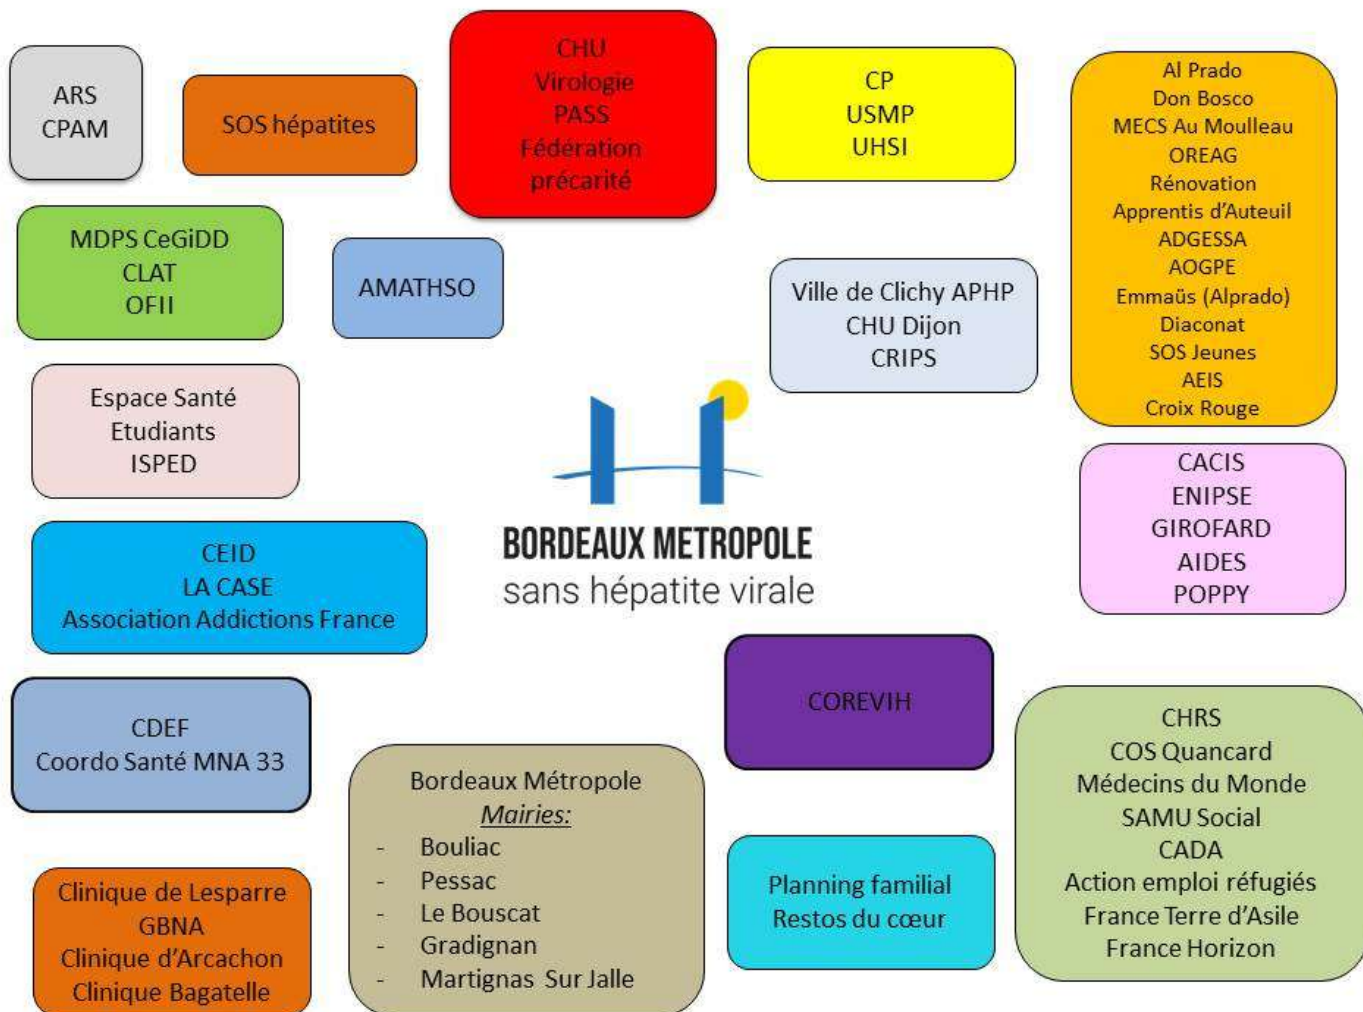 ARS
CPAM
SOS hépatites
CHU
Virologie
PASS
Fédération
précarité
CP
USMP
UHSI
Al Prado
Don Bosco
MECS Au Moulleau
OREAG
Rénovation
Apprentis d'Auteuil
ADGESSA
AOGPE
Emmaüs (Alprado)
Diaconat
SOS Jeunes
AEIS
Croix Rouge
MDPS CeGiDD
CLAT
OFII
AMATHSO
Ville de Clichy APHP
CHU Dijon
CRIPS
Espace Santé
Etudiants
ISPED
BORDEAUX METROPOLE
sans hépatite virale
CACIS
ENIPSE
GIROFARD
AIDES
POPPY
CEID
LA CASE
Association Addictions France
COREVIH
CDEF
Coordo Santé MNA 33
CHRS
COS Quancard
Médecins du Monde
SAMU Social
CADA
Action emploi réfugiés
France Terre d'Asile
France Horizon
Bordeaux Métropole
Mairies:
- Bouliac
- Pessac
- Le Bouscat
- Gradignan
- Martignas Sur Jalle
Planning familial
Restos du cœur
Clinique de Lesparre
GBNA
Clinique d'Arcachon
Clinique Bagatelle